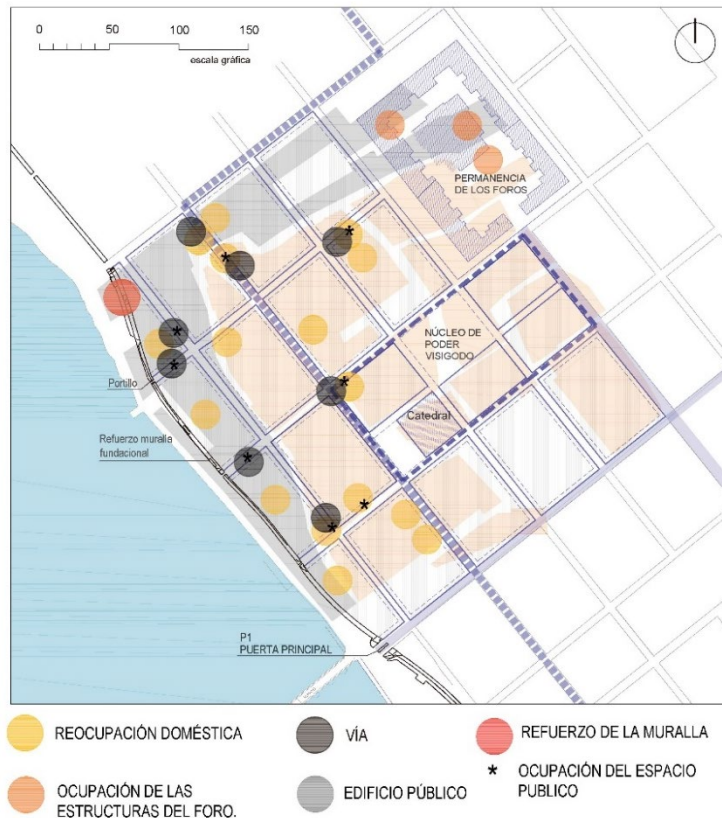 0 50 100 150
escala gráfica
PERMANENCIA
DE LOS FOROS
NÚCLEO DE
PODER
VISIGODO
Portillo
Catedral
Refuerzo muralla
fundacional
P1
PUERTA PRINCIPAL
REOCUPACIÓN DOMÉSTICA
VÍA
REFUERZO DE LA MURALLA
OCUPACIÓN DE LAS
ESTRUCTURAS DEL FORO.
EDIFICIO PÚBLICO
* OCUPACIÓN DEL ESPACIO
PUBLICO